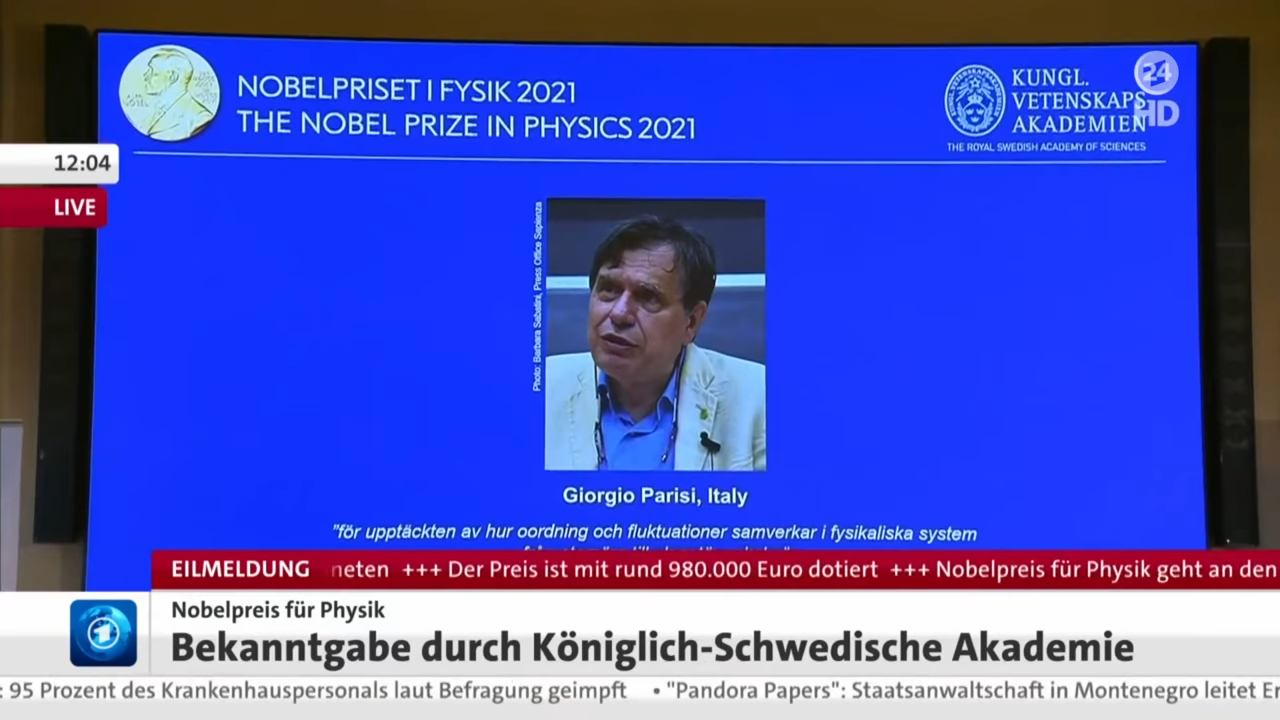 24
HD
NOBELPRISET I FYSIK 2021
THE NOBEL PRIZE IN PHYSICS 2021
KUNGL.
VETENSKAPS
AKADEMIEN
THE ROYAL SWEDISH ACADEMY OF SCIENCES
12:04
LIVE
Photo: Barbara Sabatini, Press Office Sapienza
Giorgio Parisi, Italy
"för upptäckten av hur oordning och fluktuationer samverkar i fysikaliska system
EILMELDUNG neten +++ Der Preis ist mit rund 980.000 Euro dotiert +++ Nobelpreis für Physik geht an den
Nobelpreis für Physik
Bekanntgabe durch Königlich-Schwedische Akademie
: 95 Prozent des Krankenhauspersonals laut Befragung geimpft • "Pandora Papers": Staatsanwaltschaft in Montenegro leitet Er